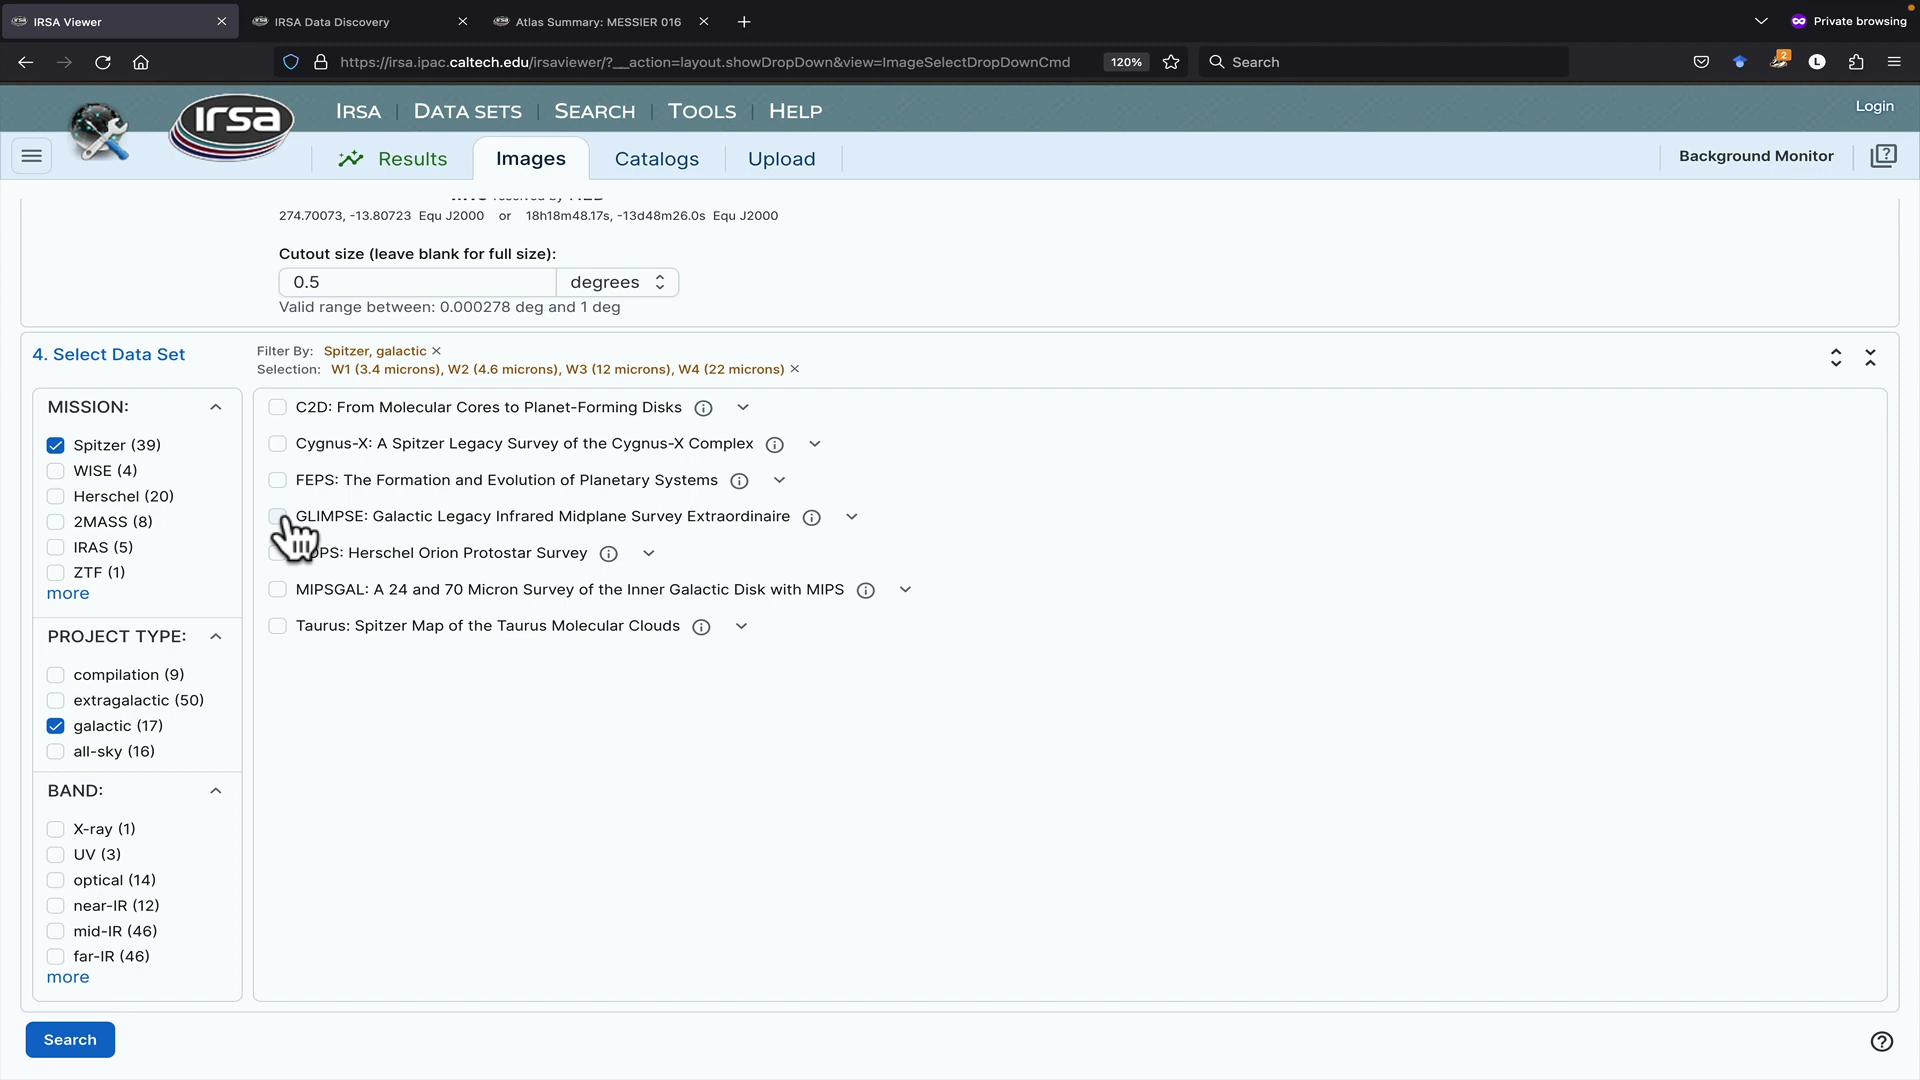 IRSA Viewer
IRSA Data Discovery
Atlas Summary: MESSIER 016
Private browsing
https://irsa.ipac.caltech.edu/irsaviewer/?__action=layout.showDropDown&view=ImageSelectDropDownCmd
120%
Search
2
L
irsa
IRSA
DATA SETS
SEARCH
TOOLS
HELP
Login
Results
Images
Catalogs
Upload
Background Monitor
274.70073, -13.80723 Equ J2000 or 18h18m48.17s, -13d48m26.0s Equ J2000
Cutout size (leave blank for full size):
0.5 degrees
Valid range between: 0.000278 deg and 1 deg
4. Select Data Set
Filter By: Spitzer, galactic
Selection: W1 (3.4 microns), W2 (4.6 microns), W3 (12 microns), W4 (22 microns)
MISSION:
Spitzer (39)
WISE (4)
Herschel (20)
2MASS (8)
IRAS (5)
ZTF (1)
more
PROJECT TYPE:
compilation (9)
extragalactic (50)
galactic (17)
all-sky (16)
BAND:
X-ray (1)
UV (3)
optical (14)
near-IR (12)
mid-IR (46)
far-IR (46)
more
C2D: From Molecular Cores to Planet-Forming Disks
Cygnus-X: A Spitzer Legacy Survey of the Cygnus-X Complex
FEPS: The Formation and Evolution of Planetary Systems
GLIMPSE: Galactic Legacy Infrared Midplane Survey Extraordinaire
Herschel Orion Protostar Survey
MIPSGAL: A 24 and 70 Micron Survey of the Inner Galactic Disk with MIPS
Taurus: Spitzer Map of the Taurus Molecular Clouds
Search